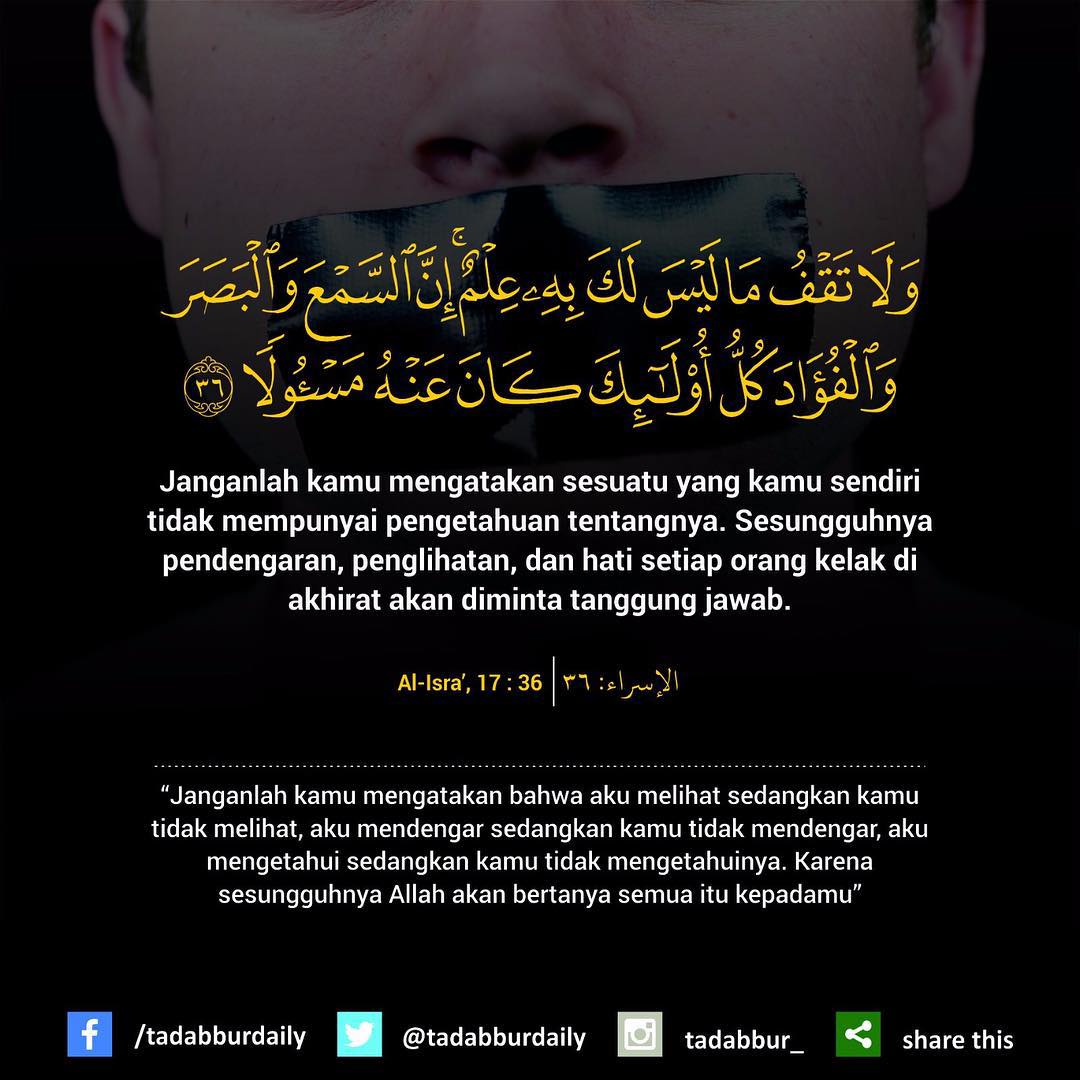 وَلَا تَقْفُ مَا لَيْسَ لَكَ بِهِۦ عِلْمٌ ۚ إِنَّ ٱلسَّمْعَ وَٱلْبَصَرَ
وَٱلْفُؤَادَ كُلُّ أُو۟لَـٰٓئِكَ كَانَ عَنْهُ مَسْـُٔولًا ٣٦
Janganlah kamu mengatakan sesuatu yang kamu sendiri
tidak mempunyai pengetahuan tentangnya. Sesungguhnya
pendengaran, penglihatan, dan hati setiap orang kelak di
akhirat akan diminta tanggung jawab.
Al-Isra’, 17 : 36 | الإسراء: ٣٦
“Janganlah kamu mengatakan bahwa aku melihat sedangkan kamu
tidak melihat, aku mendengar sedangkan kamu tidak mendengar, aku
mengetahui sedangkan kamu tidak mengetahuinya. Karena
sesungguhnya Allah akan bertanya semua itu kepadamu”
/tadabburdaily @tadabburdaily tadabbur_ share this